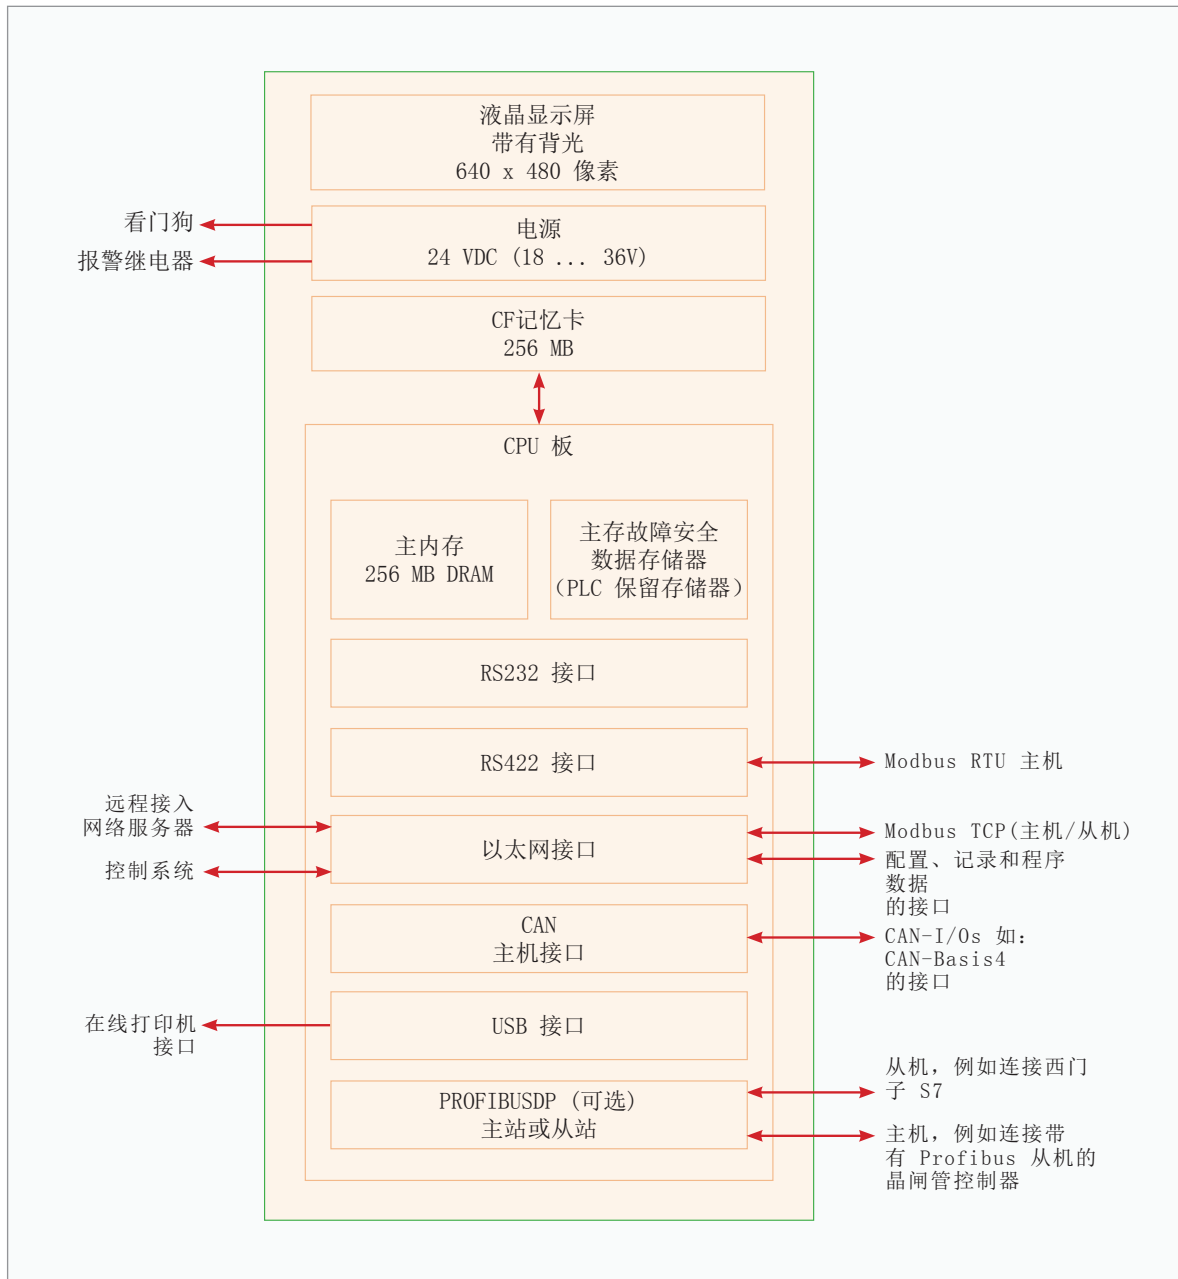 液晶显示屏
带有背光
640 x 480 像素
看门狗
报警继电器
电源
24 VDC (18 ... 36V)
CF记忆卡
256 MB
CPU 板
主内存
256 MB DRAM
主存故障安全
数据存储器
（PLC 保留存储器）
RS232 接口
RS422 接口
Modbus RTU 主机
远程接入
网络服务器
控制系统
以太网接口
Modbus TCP(主机/从机)
配置、记录和程序
数据
的接口
CAN
主机接口
CAN-I/Os 如：
CAN-Basis4
的接口
在线打印机
接口
USB 接口
PROFIBUSDP (可选)
主站或从站
从机，例如连接西门
子 S7
主机，例如连接带
有 Profibus 从机的
晶闸管控制器